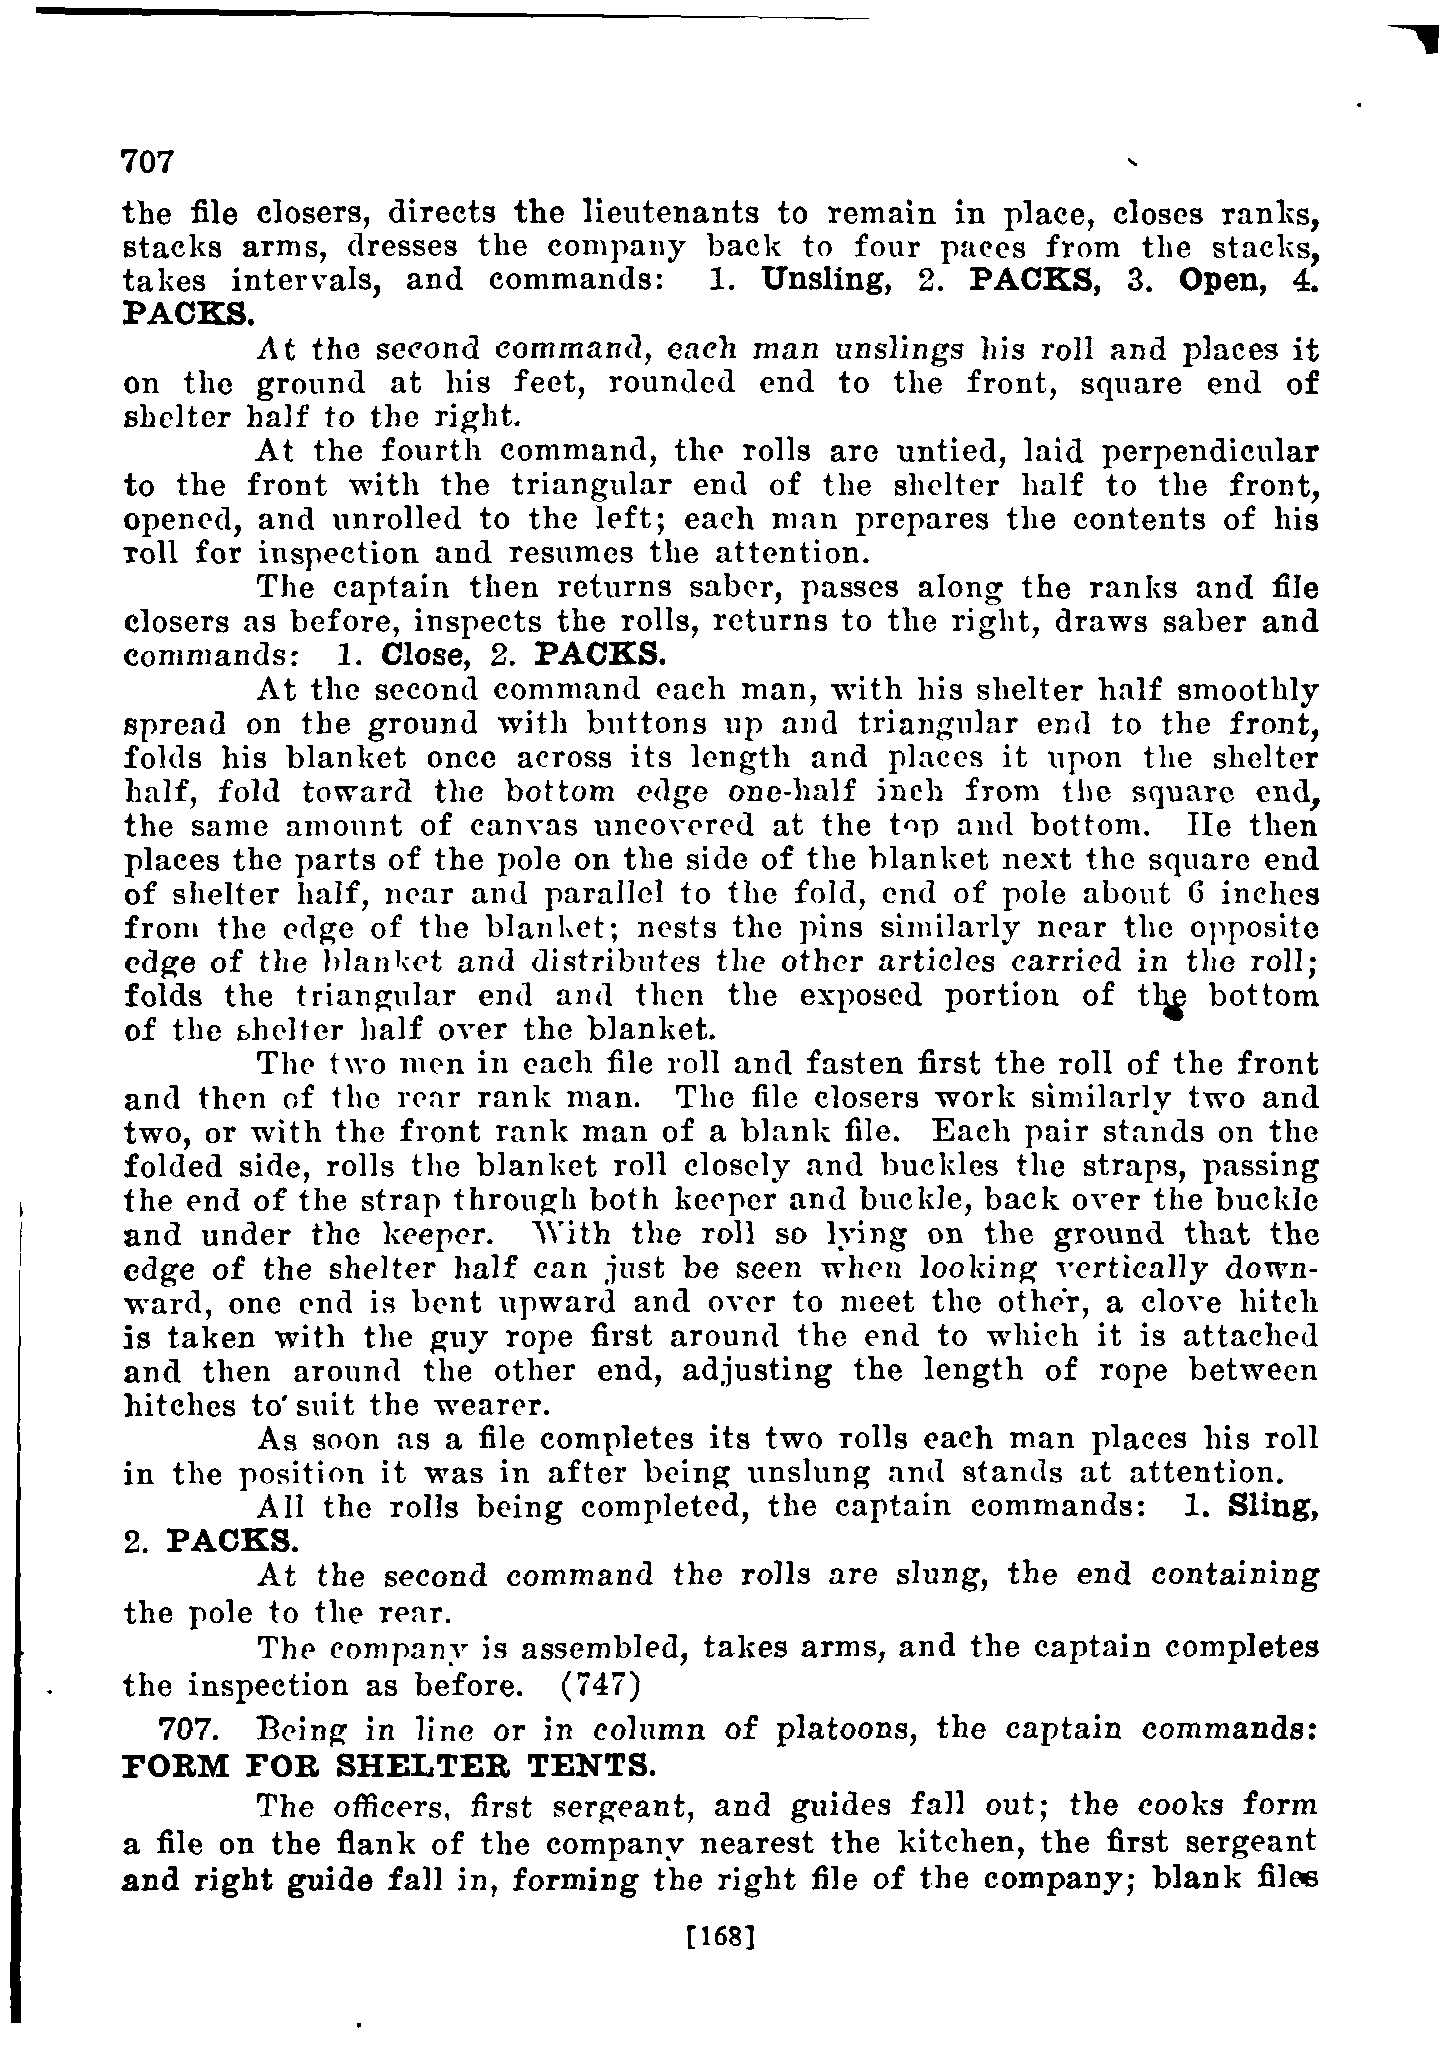 707
the file closers, directs the lieutenants to remain in place, closes ranks,
stacks arms, dresses the company back to four paces from the stacks,
takes intervals, and commands: 1. Unsling, 2. PACKS, 3. Open, 4.
PACKS.
At the second command, each man unslings his roll and places it
on the ground at his feet, rounded end to the front, square end of
shelter half to the right.
At the fourth command, the rolls are untied, laid perpendicular
to the front with the triangular end of the shelter half to the front,
opened, and unrolled to the left; each man prepares the contents of his
roll for inspection and resumes the attention.
The captain then returns saber, passes along the ranks and file
closers as before, inspects the rolls, returns to the right, draws saber and
commands: 1. Close, 2. PACKS.
At the second command each man, with his shelter half smoothly
spread on the ground with buttons up and triangular end to the front,
folds his blanket once across its length and places it upon the shelter
half, fold toward the bottom edge one-half inch from the square end,
the same amount of canvas uncovered at the top and bottom. He then
places the parts of the pole on the side of the blanket next the square end
of shelter half, near and parallel to the fold, end of pole about 6 inches
from the edge of the blanket; nests the pins similarly near the opposite
edge of the blanket and distributes the other articles carried in the roll;
folds the triangular end and then the exposed portion of the bottom
of the shelter half over the blanket.
The two men in each file roll and fasten first the roll of the front
and then of the rear rank man. The file closers work similarly two and
two, or with the front rank man of a blank file. Each pair stands on the
folded side, rolls the blanket roll closely and buckles the straps, passing
the end of the strap through both keeper and buckle, back over the buckle
and under the keeper. With the roll so lying on the ground that the
edge of the shelter half can just be seen when looking vertically down-
ward, one end is bent upward and over to meet the other, a clove hitch
is taken with the guy rope first around the end to which it is attached
and then around the other end, adjusting the length of rope between
hitches to suit the wearer.
As soon as a file completes its two rolls each man places his roll
in the position it was in after being unslung and stands at attention.
All the rolls being completed, the captain commands: 1. Sling,
2. PACKS.
At the second command the rolls are slung, the end containing
the pole to the rear.
The company is assembled, takes arms, and the captain completes
the inspection as before. (747)
707. Being in line or in column of platoons, the captain commands:
FORM FOR SHELTER TENTS.
The officers, first sergeant, and guides fall out; the cooks form
a file on the flank of the company nearest the kitchen, the first sergeant
and right guide fall in, forming the right file of the company; blank files
[168]